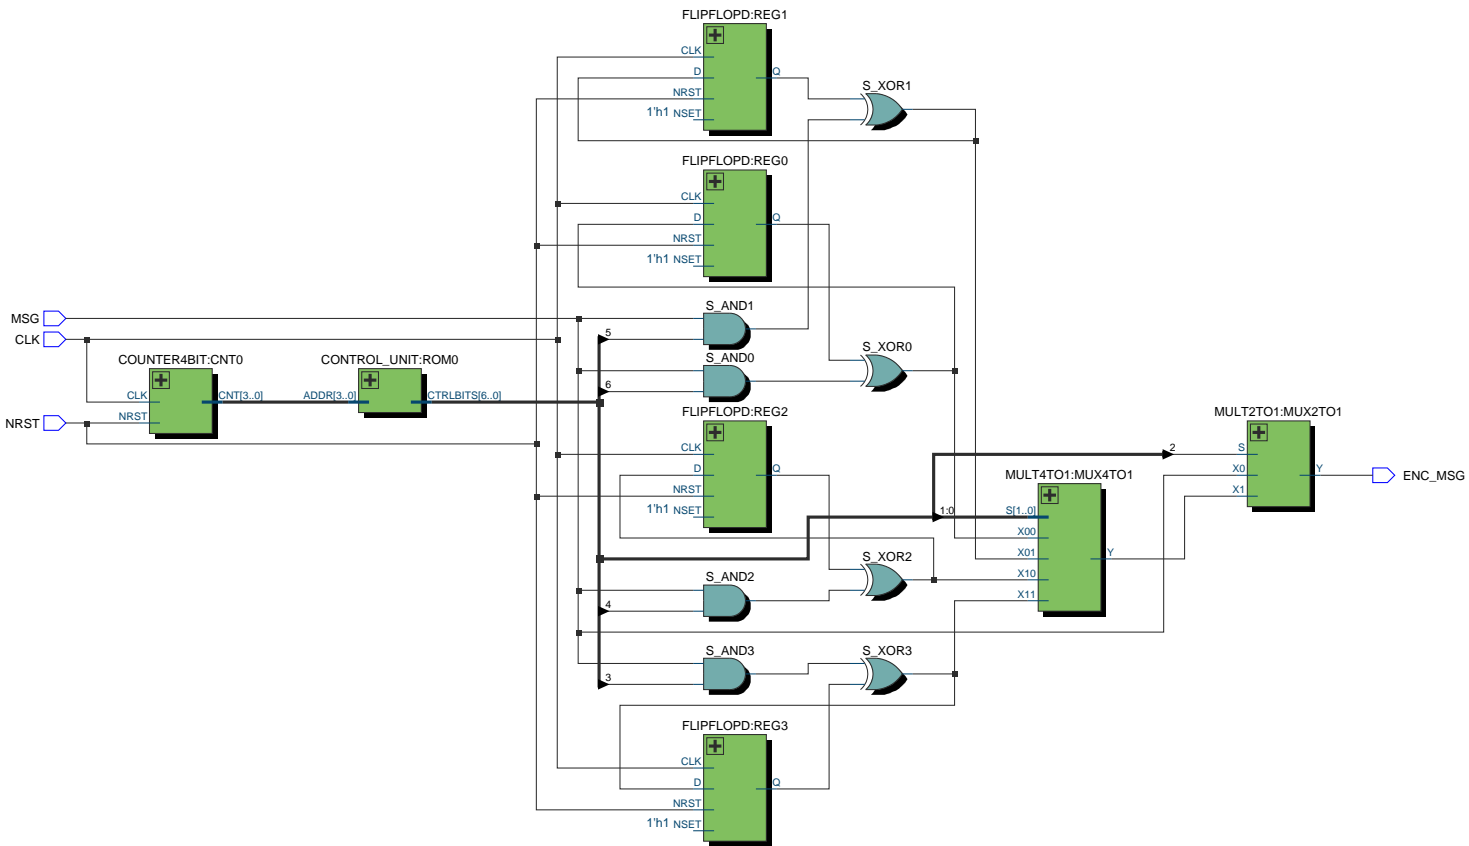 FLIPFLOPD:REG1
CLK
D
NRST
1'h1 NSET
Q
S_XOR1
FLIPFLOPD:REG0
CLK
D
NRST
1'h1 NSET
Q
MSG
CLK
NRST
COUNTER4BIT:CNT0
CLK
NRST
CNT[3..0]
CONTROL_UNIT:ROM0
ADDR[3..0]
CTRLBITS[6..0]
S_AND1
5
S_AND0
6
S_XOR0
FLIPFLOPD:REG2
CLK
D
NRST
1'h1 NSET
Q
MULT2TO1:MUX2TO1
2
S
X0
X1
Y
ENC_MSG
MULT4TO1:MUX4TO1
1:0
S[1..0]
X00
X01
X10
X11
Y
S_XOR2
S_AND2
4
S_AND3
3
S_XOR3
FLIPFLOPD:REG3
CLK
D
NRST
1'h1 NSET
Q